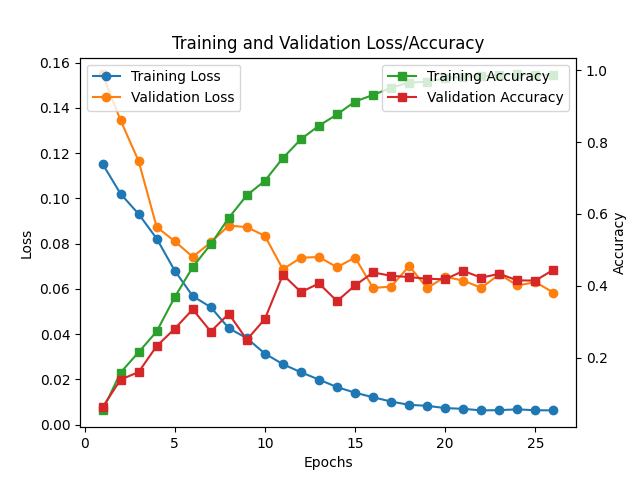 Training and Validation Loss/Accuracy
Training Loss
Validation Loss
Training Accuracy
Validation Accuracy
0.16
0.14
0.12
0.10
0.08
0.06
0.04
0.02
0.00
Loss
1.0
0.8
0.6
0.4
0.2
Accuracy
0
5
10
15
20
25
Epochs